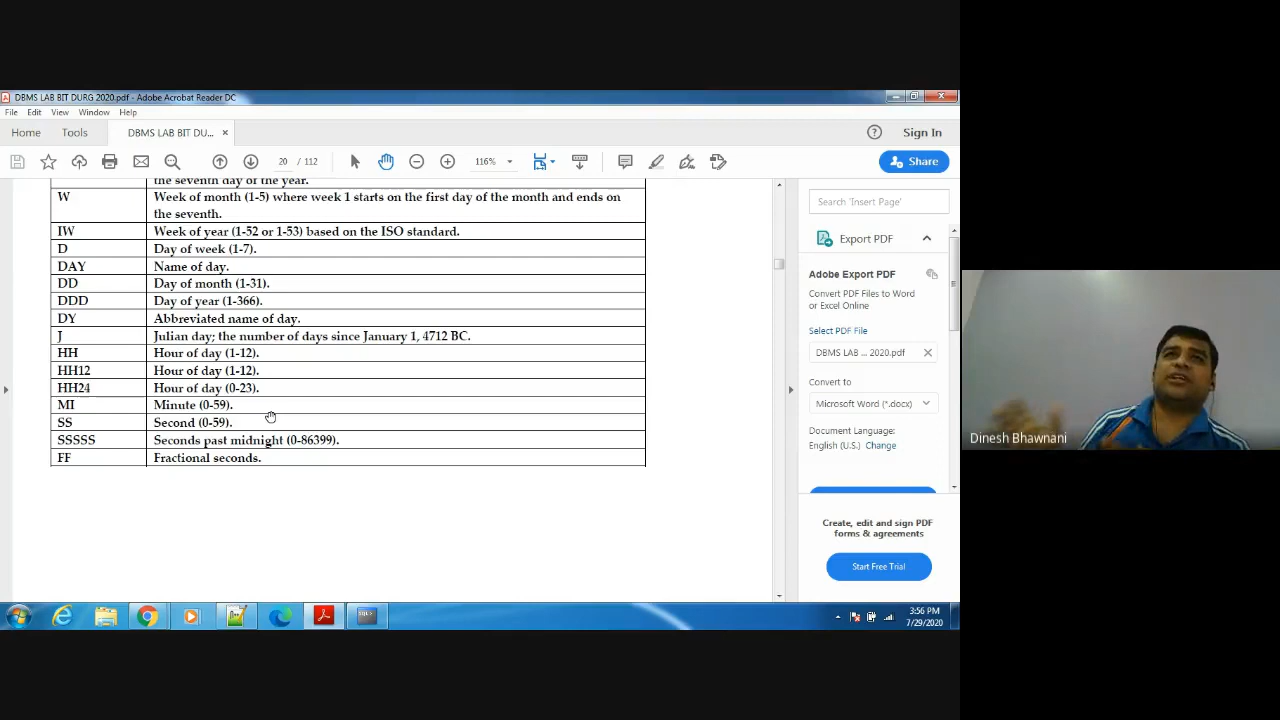 DBMS LAB BIT DURG 2020.pdf - Adobe Acrobat Reader DC
File Edit View Window Help
Home Tools DBMS LAB BIT DU... × Sign In
20 / 112 116% Share
the seventh day of the year.
W Week of month (1-5) where week 1 starts on the first day of the month and ends on
the seventh.
IW Week of year (1-52 or 1-53) based on the ISO standard.
D Day of week (1-7).
DAY Name of day.
DD Day of month (1-31).
DDD Day of year (1-366).
DY Abbreviated name of day.
J Julian day; the number of days since January 1, 4712 BC.
HH Hour of day (1-12).
HH12 Hour of day (1-12).
HH24 Hour of day (0-23).
MI Minute (0-59).
SS Second (0-59).
SSSSS Seconds past midnight (0-86399).
FF Fractional seconds.
Search 'Insert Page'
Export PDF
Adobe Export PDF
Convert PDF Files to Word
or Excel Online
Select PDF File
DBMS LAB ... 2020.pdf
Convert to
Microsoft Word (*.docx)
Document Language:
English (U.S.) Change
Create, edit and sign PDF
forms & agreements
Start Free Trial
3:56 PM
7/29/2020
Dinesh Bhawnani